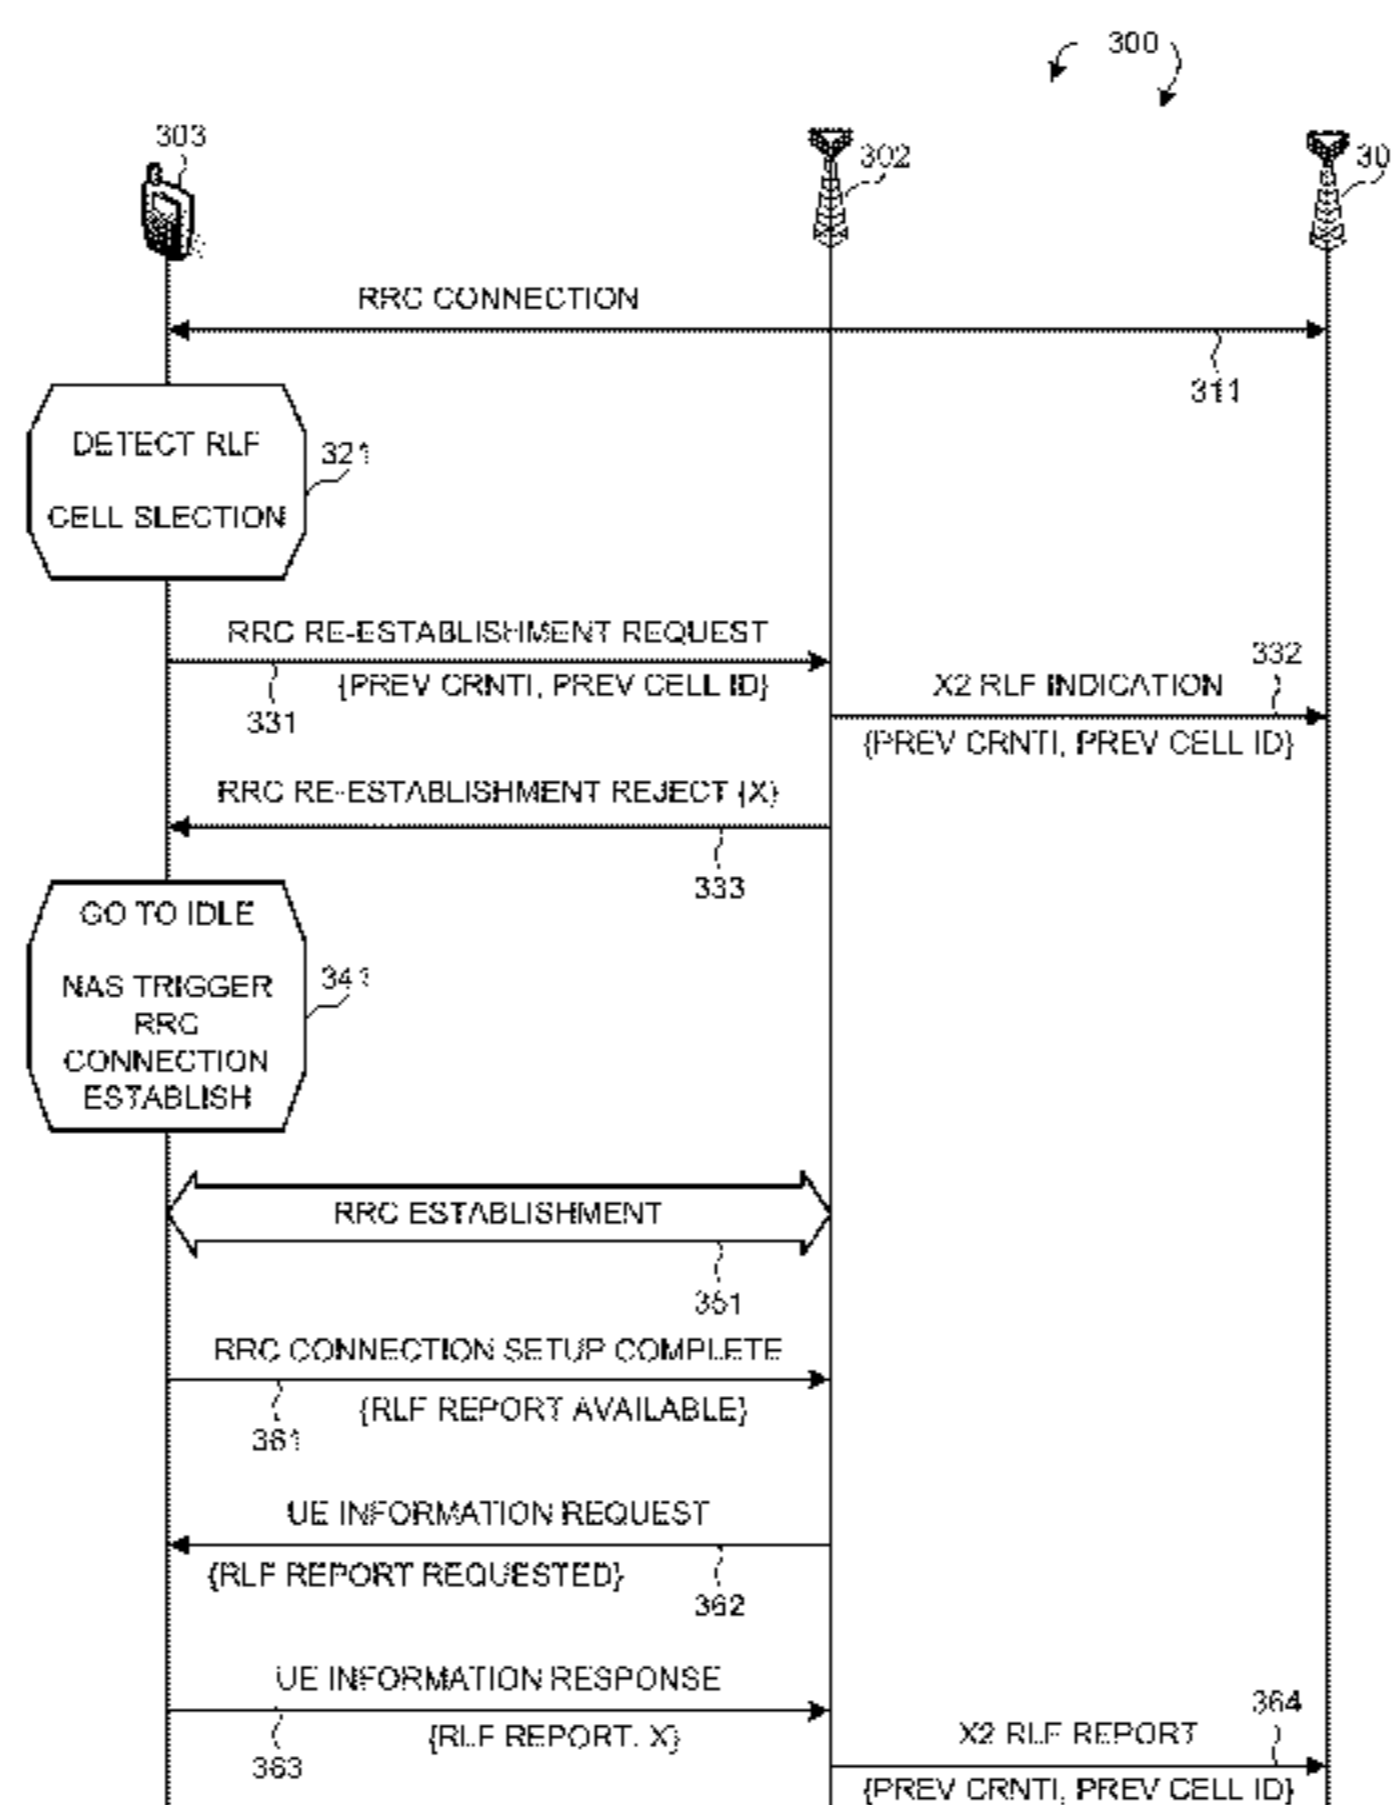 300
303
302
30
RRC CONNECTION
311
DETECT RLF
321
CELL SLECTION
RRC RE-ESTABLISHMENT REQUEST
{PREV CRNTI, PREV CELL ID}
331
332
X2 RLF INDICATION
{PREV CRNTI, PREV CELL ID}
RRC RE-ESTABLISHMENT REJECT {X}
333
GO TO IDLE
NAS TRIGGER
RRC
CONNECTION
ESTABLISH
341
RRC ESTABLISHMENT
351
RRC CONNECTION SETUP COMPLETE
{RLF REPORT AVAILABLE}
361
UE INFORMATION REQUEST
{RLF REPORT REQUESTED}
362
UE INFORMATION RESPONSE
{RLF REPORT, X}
363
364
X2 RLF REPORT
{PREV CRNTI, PREV CELL ID}